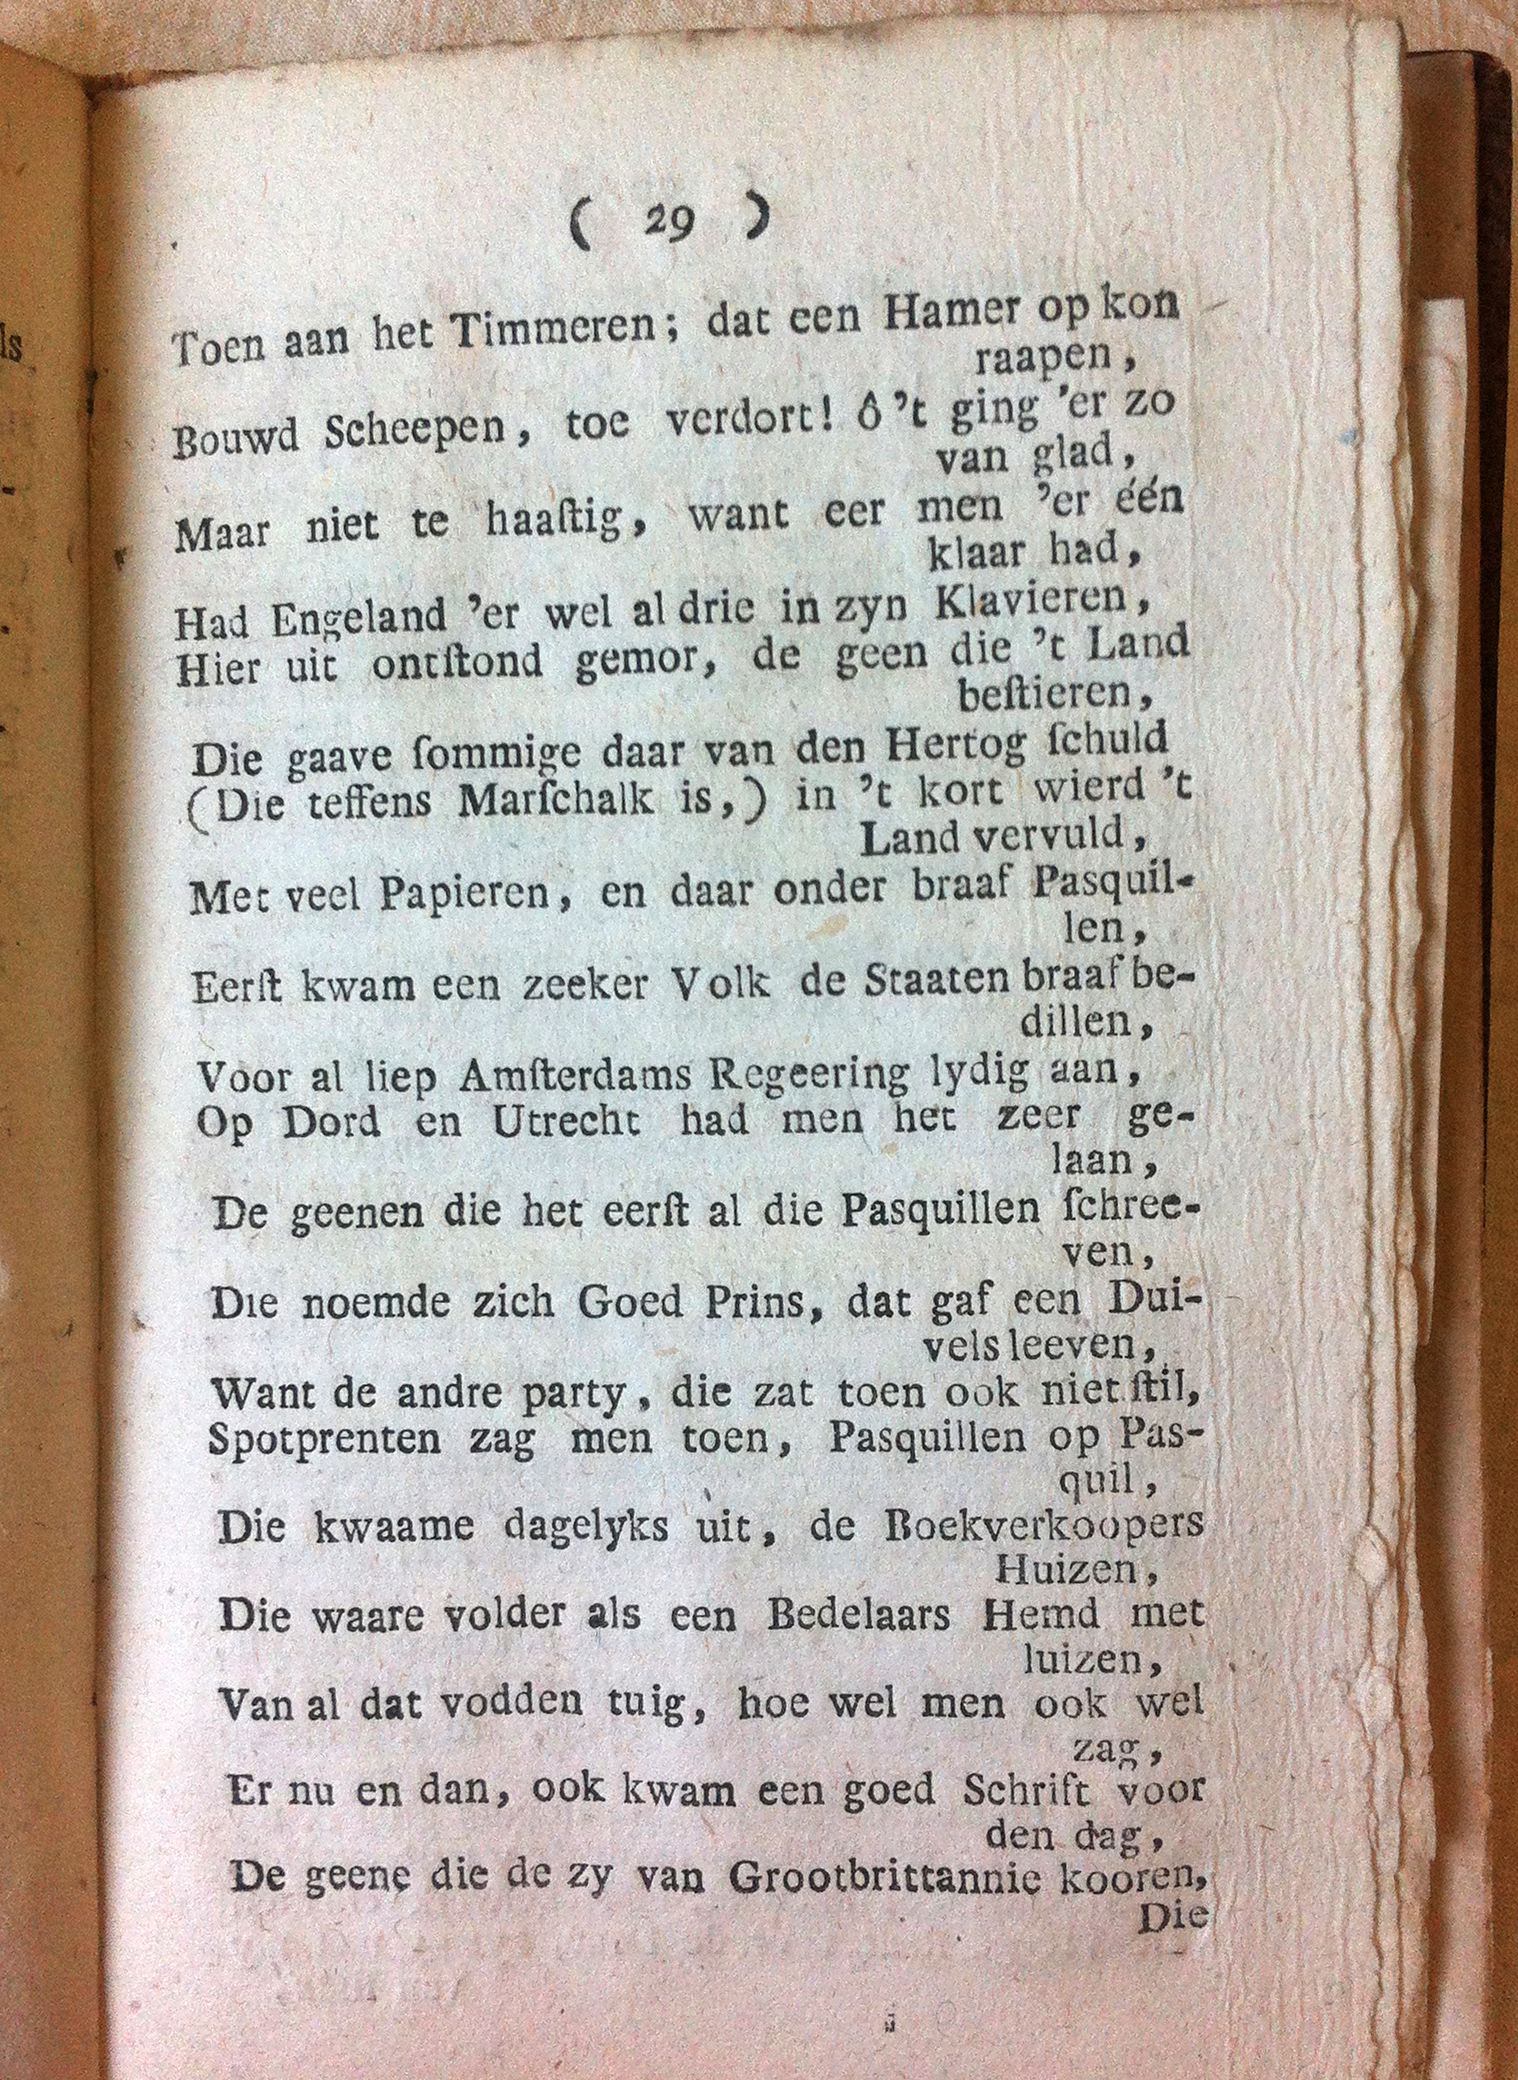 ls
( 29 )
Toen aan het Timmeren; dat een Hamer op kon
raapen,
Bouwd Scheepen, toe verdort! ô 't ging 'er zo
van glad,
Maar niet te haaſtig, want eer men 'er één
klaar had,
Had Engeland 'er wel al drie in zyn Klavieren,
Hier uit ontſtond gemor, de geen die 't Land
beſtieren,
Die gaave ſommige daar van den Hertog ſchuld
(Die teffens Marſchalk is,) in 't kort wierd 't
Land vervuld,
Met veel Papieren, en daar onder braaf Pasquil-
len,
Eerſt kwam een zeeker Volk de Staaten braaf be-
dillen,
Voor al liep Amſterdams Regeering lydig aan,
Op Dord en Utrecht had men het zeer ge-
laan,
De geenen die het eerſt al die Pasquillen ſchree-
ven,
Die noemde zich Goed Prins, dat gaf een Dui-
vels leeven,
Want de andre party, die zat toen ook niet ſtil,
Spotprenten zag men toen, Pasquillen op Pas-
quil,
Die kwaame dagelyks uit, de Boekverkoopers
Huizen,
Die waare volder als een Bedelaars Hemd met
luizen,
Van al dat vodden tuig, hoe wel men ook wel
zag,
Er nu en dan, ook kwam een goed Schrift voor
den dag,
De geene die de zy van Grootbrittannie kooren,
Die